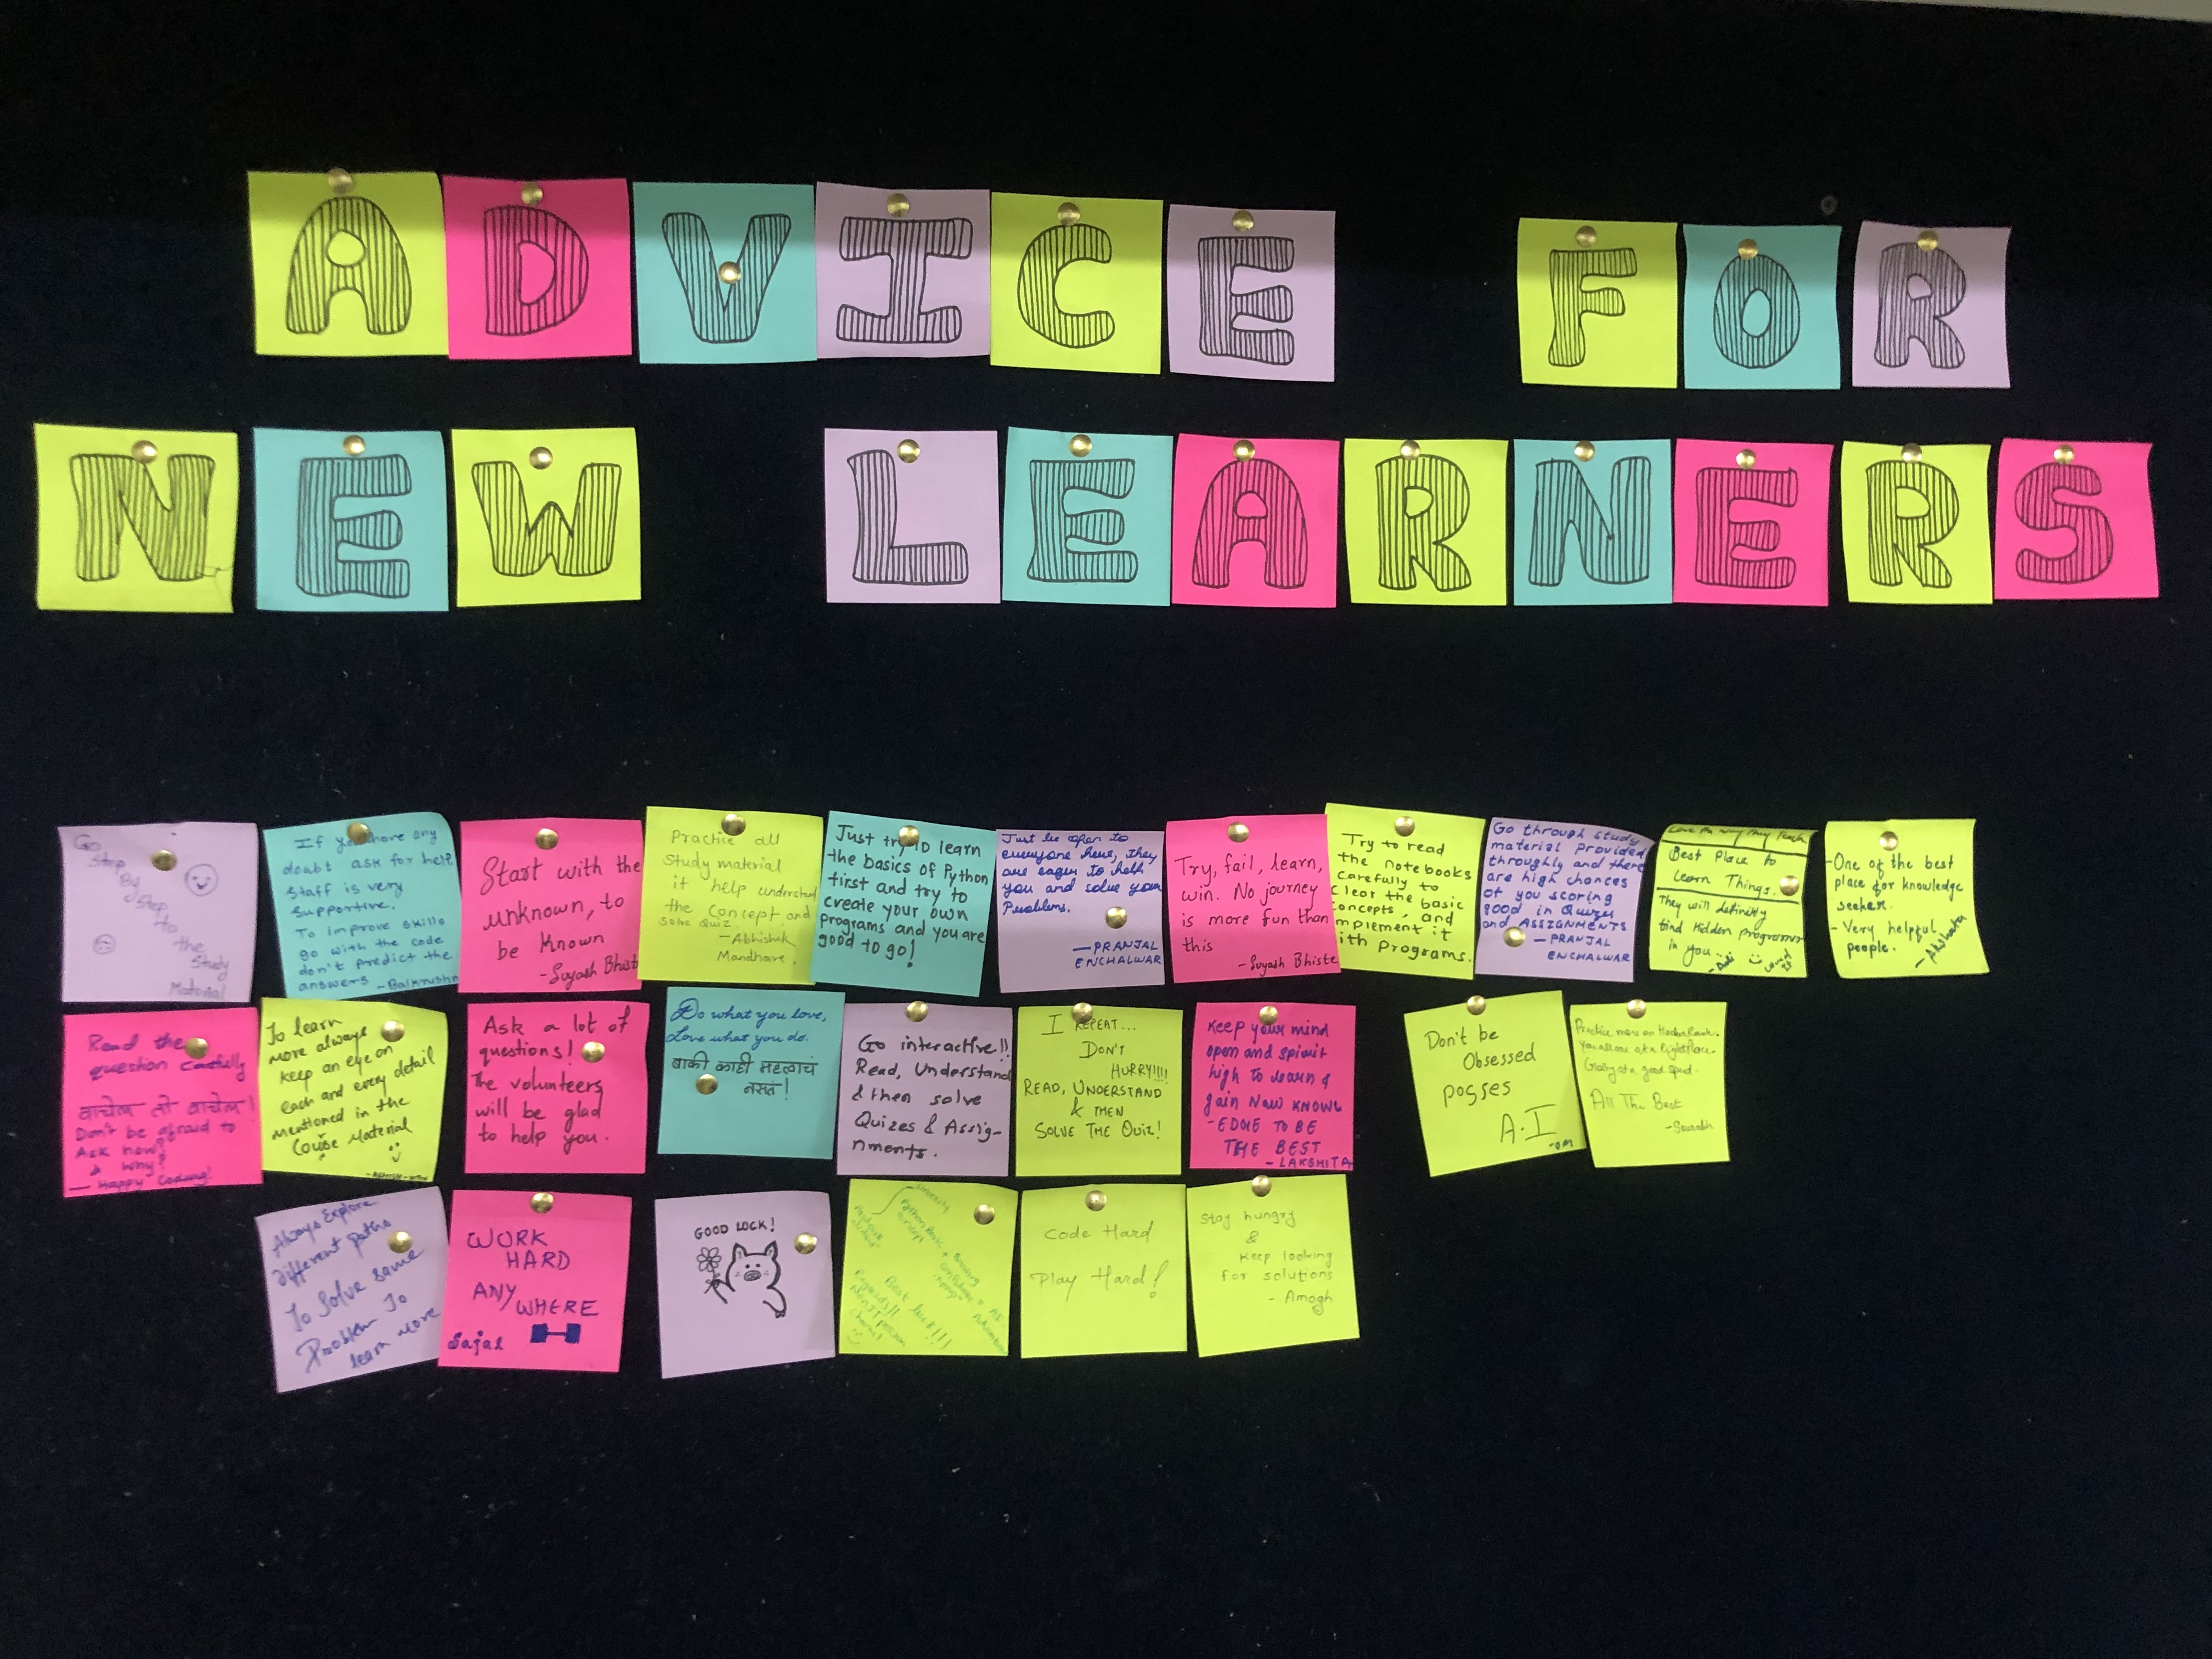 ADVICE FOR
NEW LEARNERS
Go
Step
By
Step
to
the
Study
Material
If you have any
doubt ask for help
Staff is very
supportive.
To improve skills
go with the code
don't predict the
answers -Balkrushn
Start with the
unknown, to
be known
-Suyash Bhiste
Practice all
study material
it help understand
the concept and
solve quiz.
-Abhishek
Mandhare.
Just try to learn
the basics of Python
first and try to
create your own
programs and you are
good to go!
Just be open to
everyone here, they
are eager to help
you and solve your
Problems.
- PRANJAL
ENCHALWAR
Try, fail, learn,
win. No journey
is more fun than
this
-Suyash Bhiste
Try to read
the notebooks
carefully to
clear the basic
concepts, and
implement it
with Programs.
Go through study
material provided
throughly and there
are high chances
of you scoring
good in Quizes
and ASSIGNMENTS
- PRANJAL
ENCHALWAR
Love the way they teach
Best Place to
Learn Things.
They will definitely
find Hidden programmer
in you
Loved It
-One of the best
place for knowledge
seeker.
- Very helpful
people.
- Akshata
Read the
question carefully
वाचेल तो वाचेल!
Don't be afraid to
Ask how?
& Why?
- Happy Coding!
To learn
more always
keep an eye on
each and every detail
mentioned in the
Course Material
Ask a lot of
questions!
The volunteers
will be glad
to help you.
Do what you love,
Love what you do.
बाकी काही महत्वाचं
नसतं!
Go interactive!!
Read, Understand
& then solve
Quizes & Assig-
nments.
I REPEAT...
DON'T
HURRY!!!!
READ, UNDERSTAND
& THEN
SOLVE THE QUIZ!
Keep your mind
open and spirit
high to learn &
gain New KNOWL
-EDGE TO BE
THE BEST
- LAKSHITA
Don't be
Obsessed
posses
A.I
-om
Practice more on HackerRank.
You all are at a right place
Going at a good speed.
All The Best
-Saurabh
Always Explore
different paths
To Solve same
Problem To
learn More
WORK
HARD
ANY WHERE
Sajal
GOOD LUCK!
Best luck!!!
Regards!!
Code Hard
Play Hard!
Stay hungry
&
Keep looking
for solutions
- Amogh